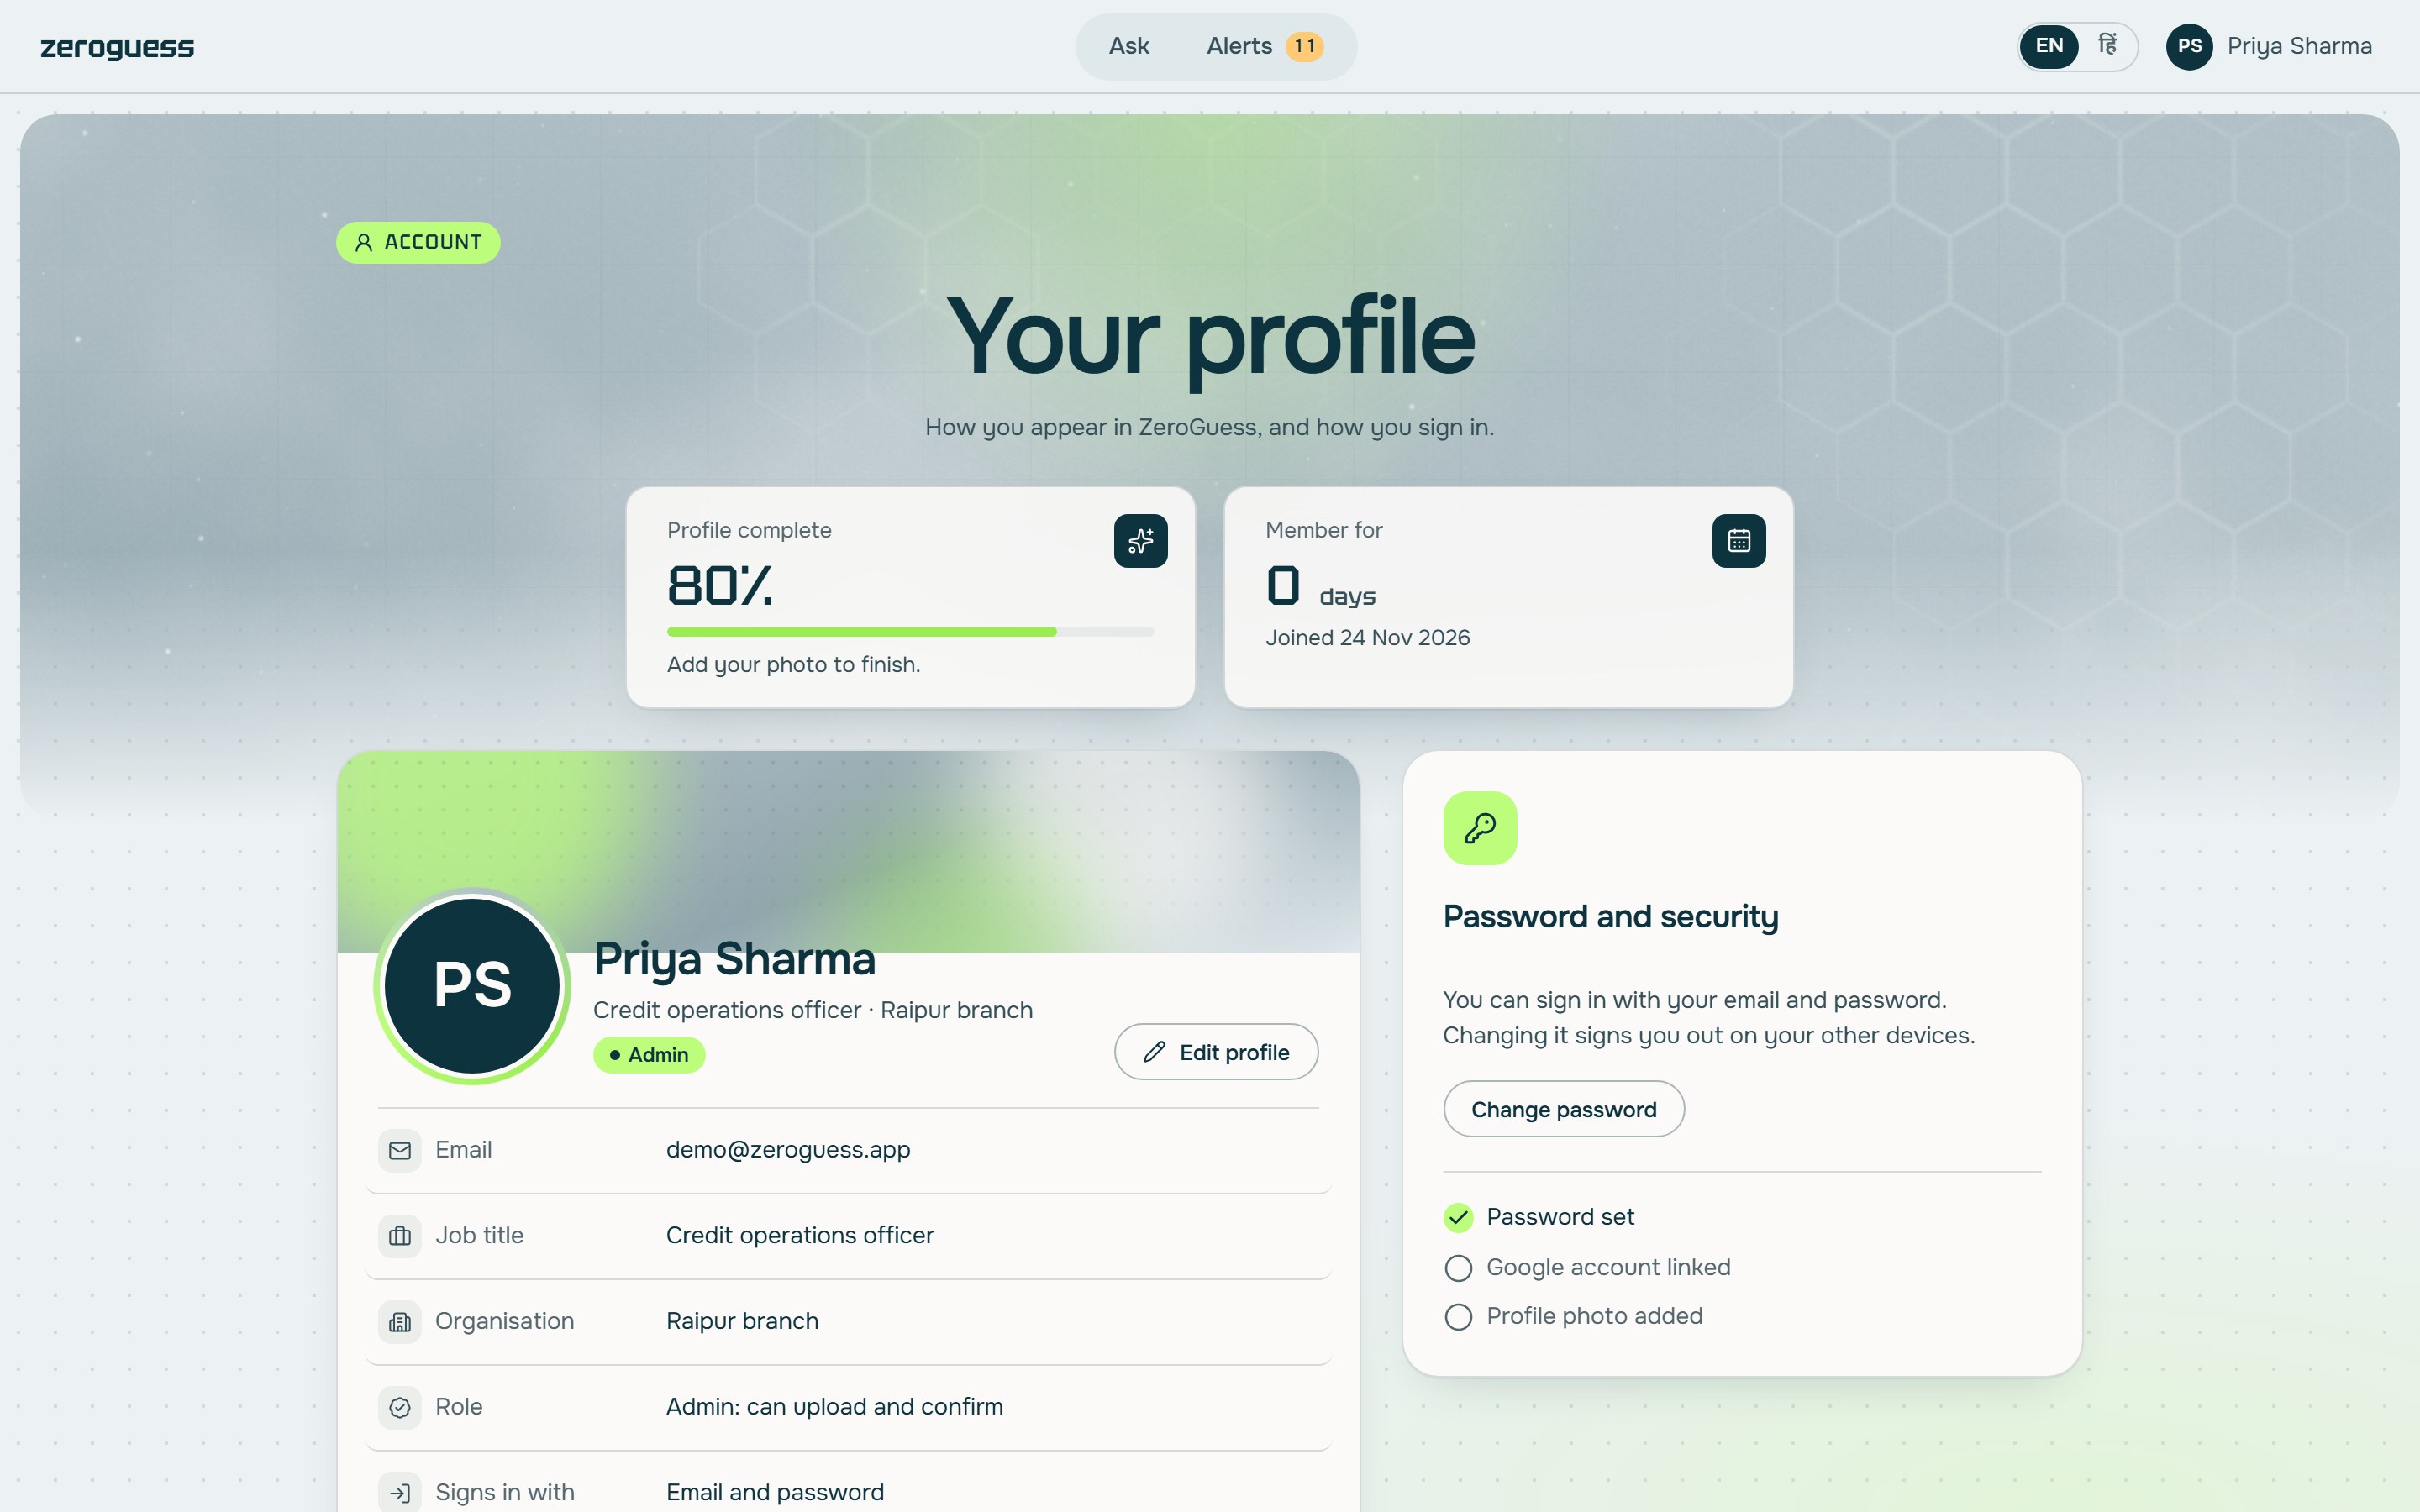 zeroguess
Ask
Alerts 11
EN
हिं
PS
Priya Sharma
ACCOUNT
Your profile
How you appear in ZeroGuess, and how you sign in.
Profile complete
80%
Add your photo to finish.
Member for
0 days
Joined 24 Nov 2026
PS
Priya Sharma
Credit operations officer · Raipur branch
Admin
Edit profile
Email
demo@zeroguess.app
Job title
Credit operations officer
Organisation
Raipur branch
Role
Admin: can upload and confirm
Signs in with
Email and password
Password and security
You can sign in with your email and password.
Changing it signs you out on your other devices.
Change password
Password set
Google account linked
Profile photo added